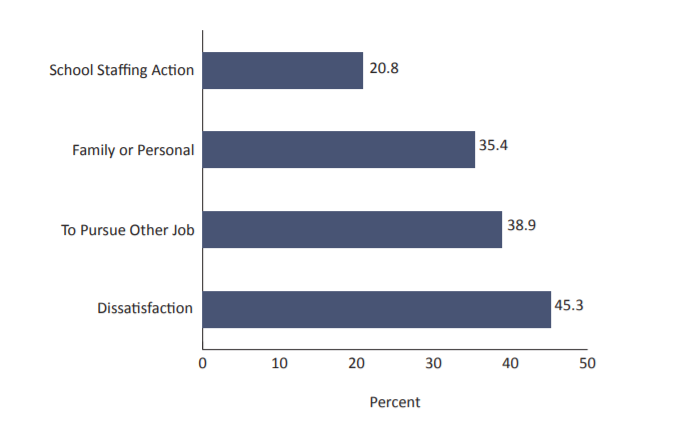 School Staffing Action 20.8
Family or Personal 35.4
To Pursue Other Job 38.9
Dissatisfaction 45.3
0 10 20 30 40 50
Percent